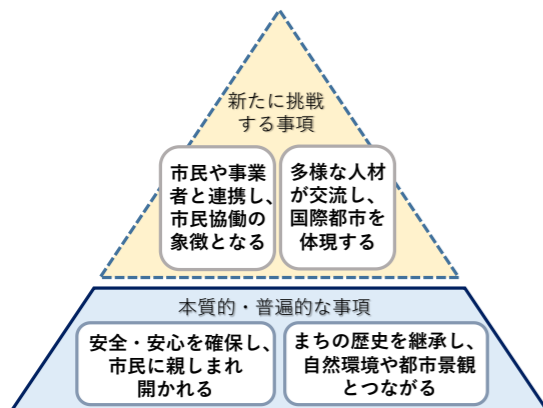 新たに挑戦
する事項
市民や事業
者と連携し、
市民協働の
象徴となる
多様な人材
が交流し、
国際都市を
体現する
本質的・普遍的な事項
安全・安心を確保し、
市民に親しまれ
開かれる
まちの歴史を継承し、
自然環境や都市景観
とつながる